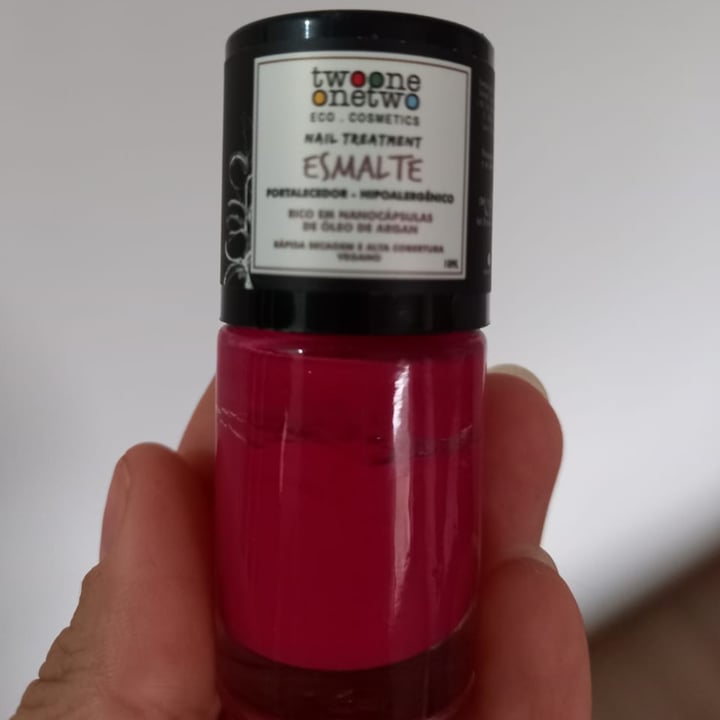 twoone
onetwo
ECO . COSMETICS
NAIL TREATMENT
ESMALTE
FORTALECEDOR - HIPOALERGÊNICO
RICO EM NANOCÁPSULAS
DE ÓLEO DE ARGAN
RÁPIDA SECAGEM E ALTA COBERTURA
VEGANO